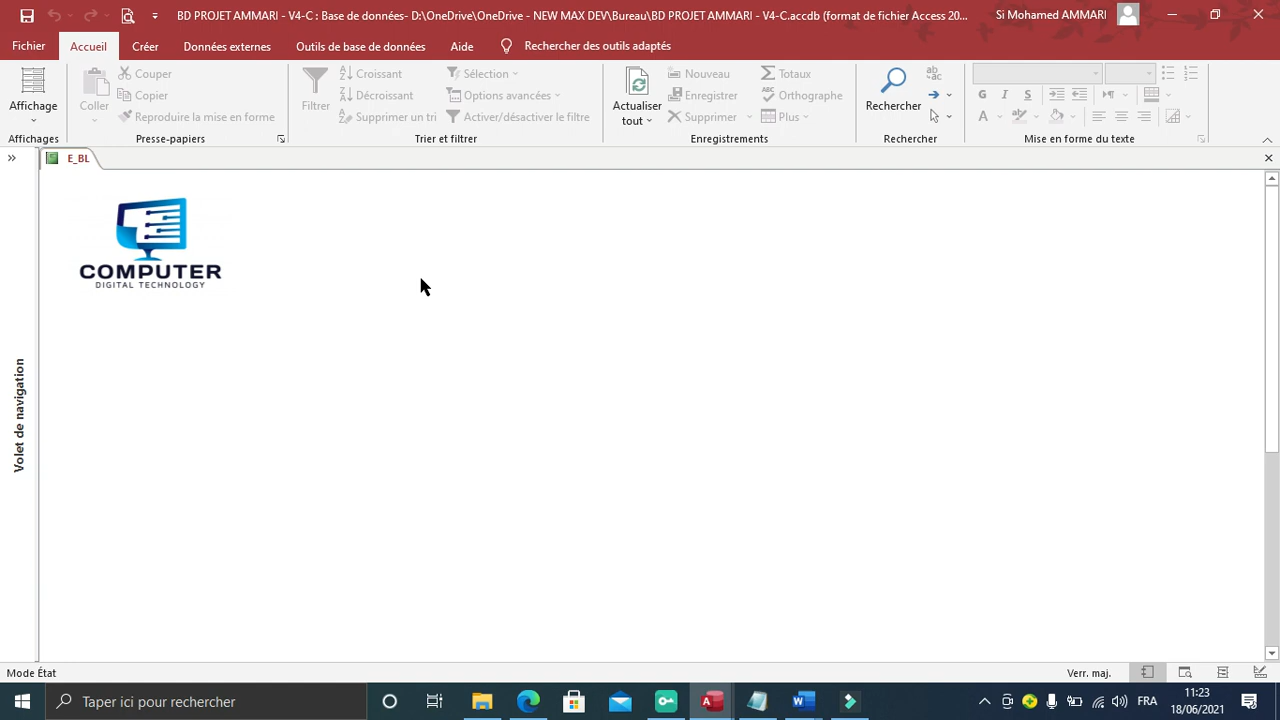 BD PROJET AMMARI - V4-C : Base de données- D:\OneDrive\OneDrive - NEW MAX DEV\Bureau\BD PROJET AMMARI - V4-C.accdb (format de fichier Access 20...
Si Mohamed AMMARI
Fichier Accueil Créer Données externes Outils de base de données Aide Rechercher des outils adaptés
Affichage
Affichages
Coller
Couper
Copier
Reproduire la mise en forme
Presse-papiers
Filtrer
Croissant
Décroissant
Supprimer un tri
Sélection
Options avancées
Activer/désactiver le filtre
Trier et filtrer
Actualiser
tout
Nouveau
Enregistrer
Supprimer
Totaux
Orthographe
Plus
Enregistrements
Rechercher
Rechercher
G I S
A
Mise en forme du texte
E_BL
Volet de navigation
COMPUTER
DIGITAL TECHNOLOGY
Mode État
Verr. maj.
Taper ici pour rechercher
FRA
11:23
18/06/2021